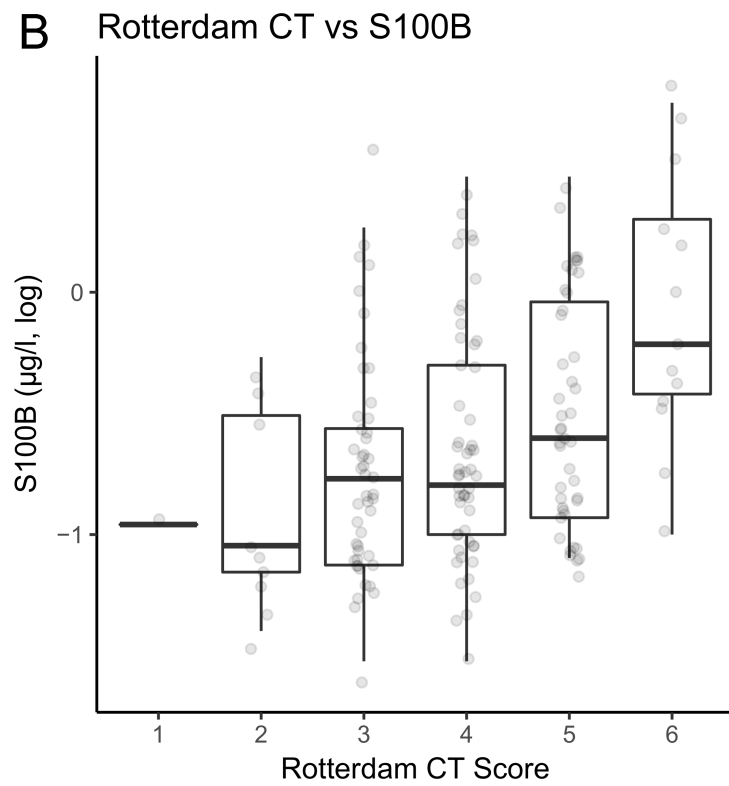 B
Rotterdam CT vs S100B
S100B (µg/l, log)
0
−1
1 2 3 4 5 6
Rotterdam CT Score